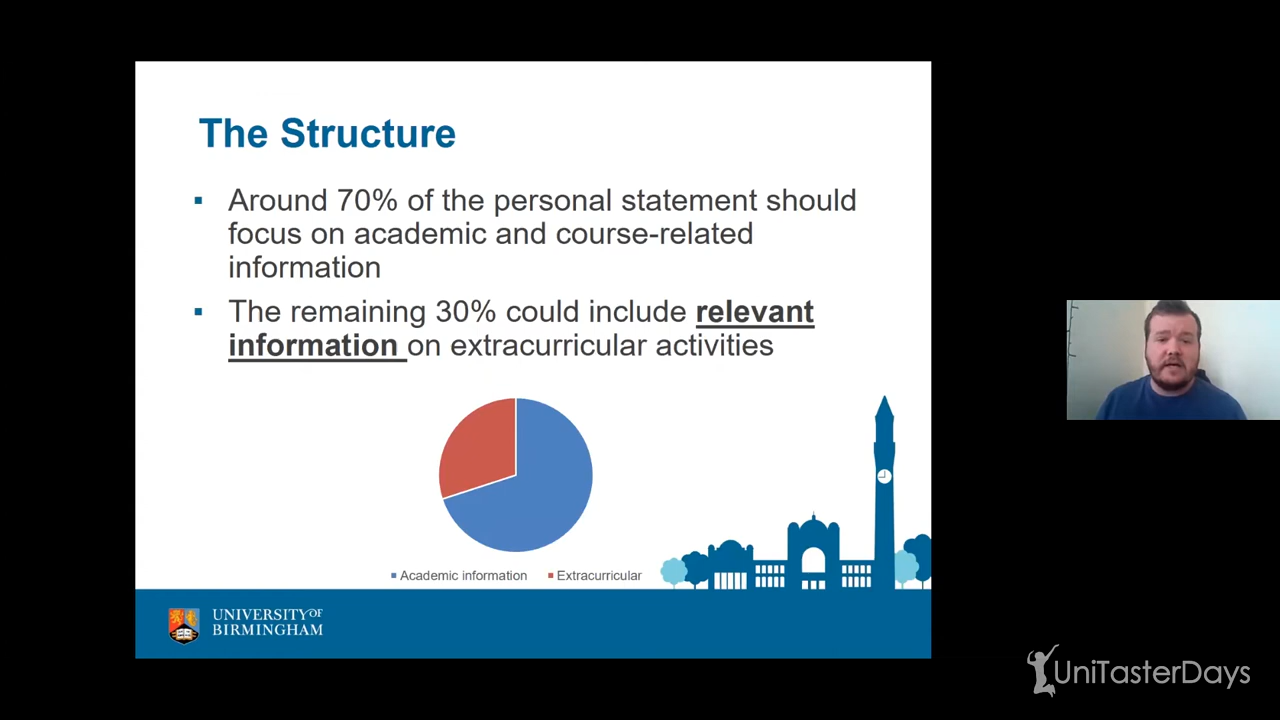 The Structure
▪ Around 70% of the personal statement should
focus on academic and course-related
information
▪ The remaining 30% could include relevant
information on extracurricular activities
Academic information
Extracurricular
UNIVERSITY OF
BIRMINGHAM
UniTasterDays